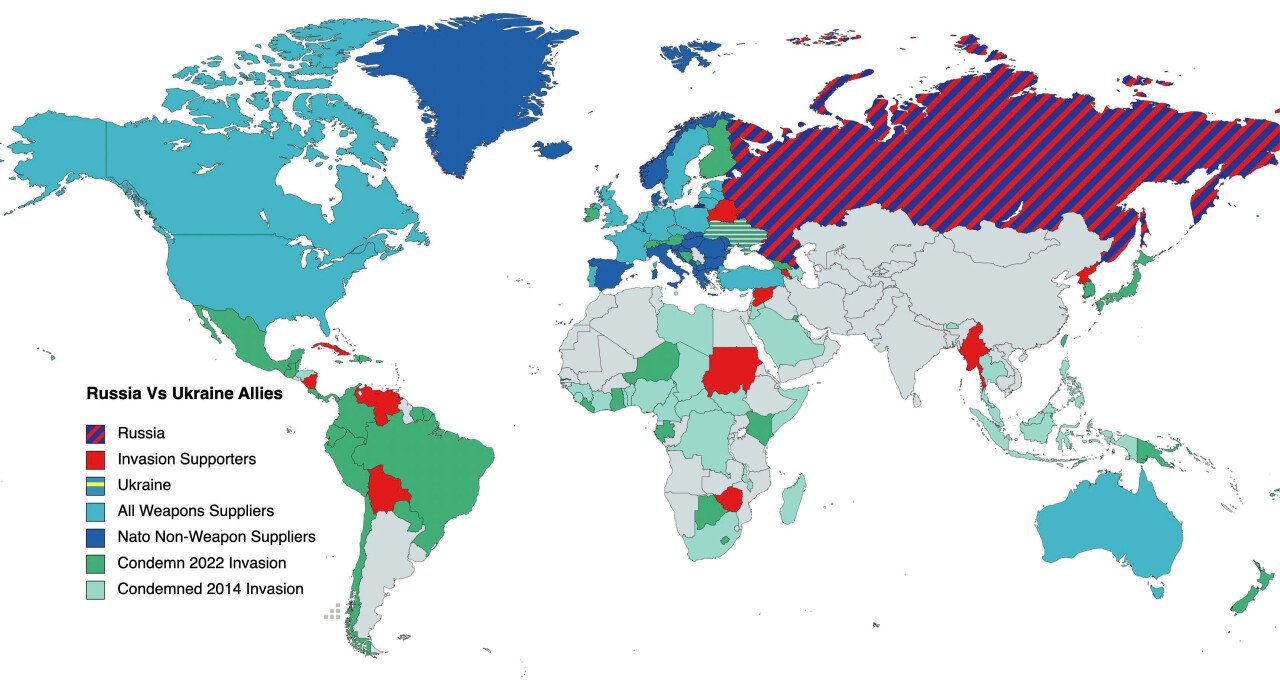 Russia Vs Ukraine Allies
Russia
Invasion Supporters
Ukraine
All Weapons Suppliers
Nato Non-Weapon Suppliers
Condemn 2022 Invasion
Condemned 2014 Invasion